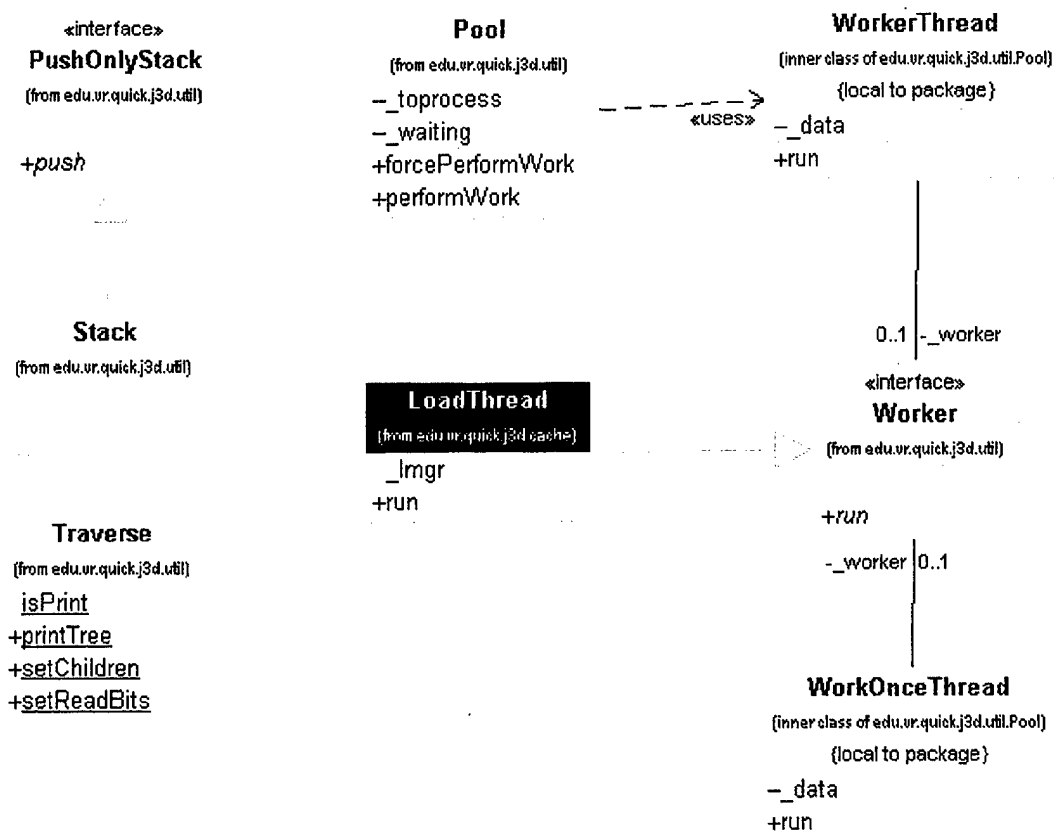 «interface»
PushOnlyStack
(from edu.vr.quick.j3d.util)
+push
Pool
(from edu.vr.quick.j3d.util)
–_toprocess
–_waiting
+forcePerformWork
+performWork
«uses»
WorkerThread
(inner class of edu.vr.quick.j3d.util.Pool)
{local to package}
–_data
+run
0..1 -_worker
Stack
(from edu.vr.quick.j3d.util)
LoadThread
(from edu.vr.quick.j3d.cache)
_lmgr
+run
«interface»
Worker
(from edu.vr.quick.j3d.util)
+run
-_worker 0..1
Traverse
(from edu.vr.quick.j3d.util)
isPrint
+printTree
+setChildren
+setReadBits
WorkOnceThread
(inner class of edu.vr.quick.j3d.util.Pool)
{local to package}
–_data
+run